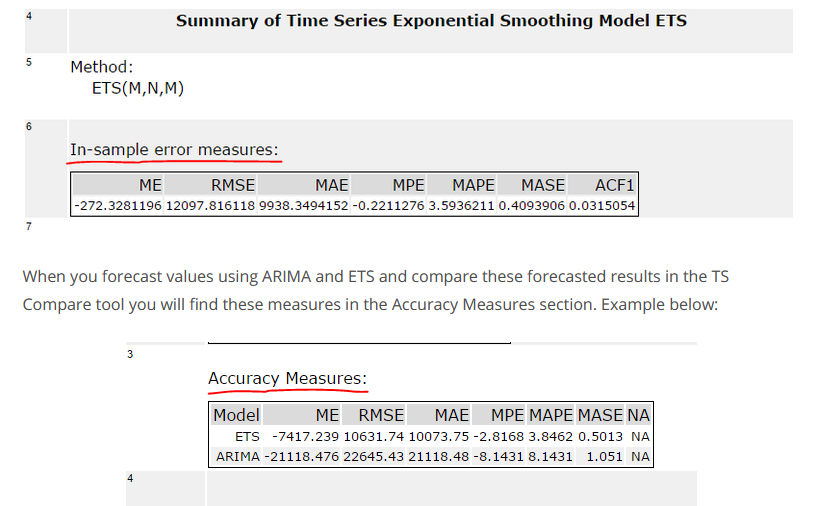 4
Summary of Time Series Exponential Smoothing Model ETS
5
Method:
ETS(M,N,M)
6
In-sample error measures:
ME RMSE MAE MPE MAPE MASE ACF1
-272.3281196 12097.816118 9938.3494152 -0.2211276 3.5936211 0.4093906 0.0315054
7
When you forecast values using ARIMA and ETS and compare these forecasted results in the TS
Compare tool you will find these measures in the Accuracy Measures section. Example below:
3
Accuracy Measures:
Model ME RMSE MAE MPE MAPE MASE NA
ETS -7417.239 10631.74 10073.75 -2.8168 3.8462 0.5013 NA
ARIMA -21118.476 22645.43 21118.48 -8.1431 8.1431 1.051 NA
4